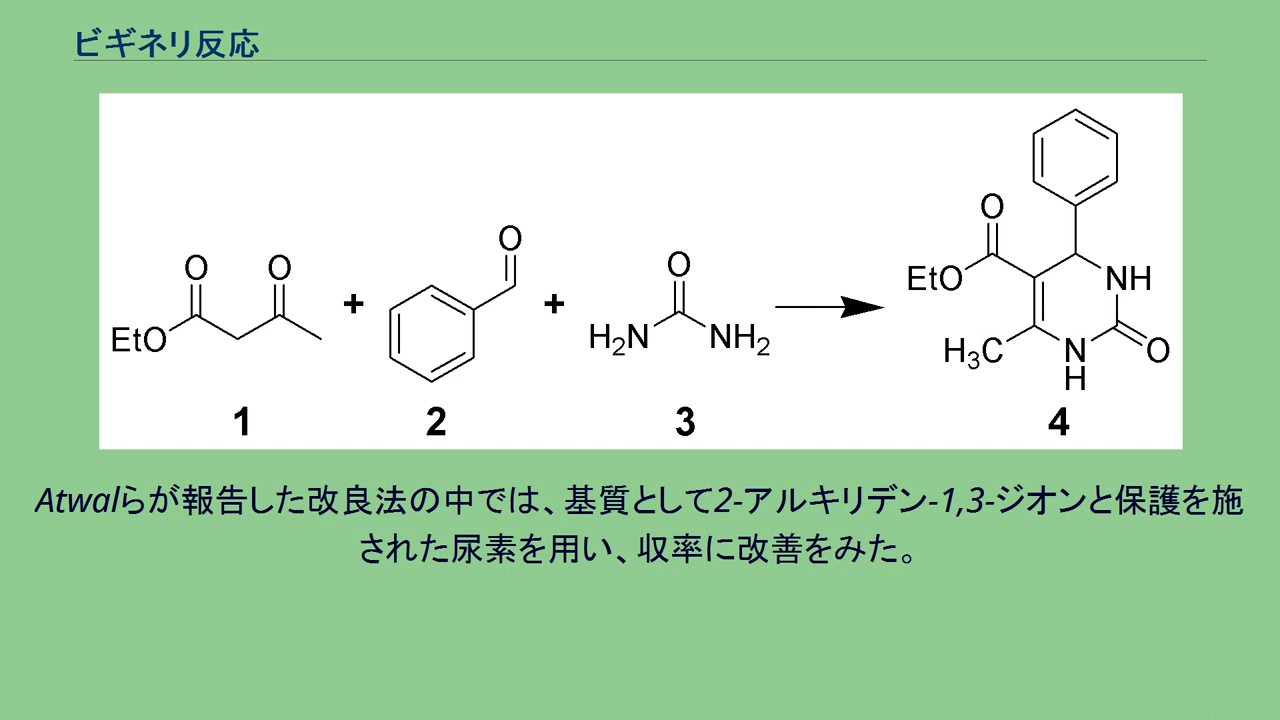 ビギネリ反応
O O O O O
EtO + + H₂N NH₂ EtO NH
H₃C N O
H
1 2 3 4
Atwalらが報告した改良法の中では、基質として2-アルキリデン-1,3-ジオンと保護を施
された尿素を用い、収率に改善をみた。